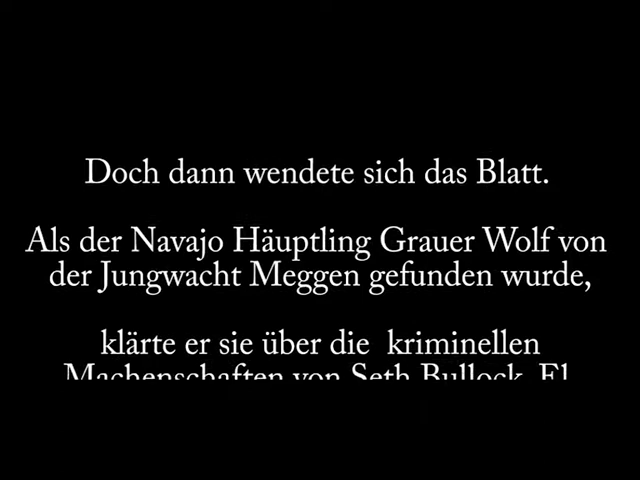 Doch dann wendete sich das Blatt.
Als der Navajo Häuptling Grauer Wolf von
der Jungwacht Meggen gefunden wurde,
klärte er sie über die kriminellen
Machenschaften von Seth Bullock, El